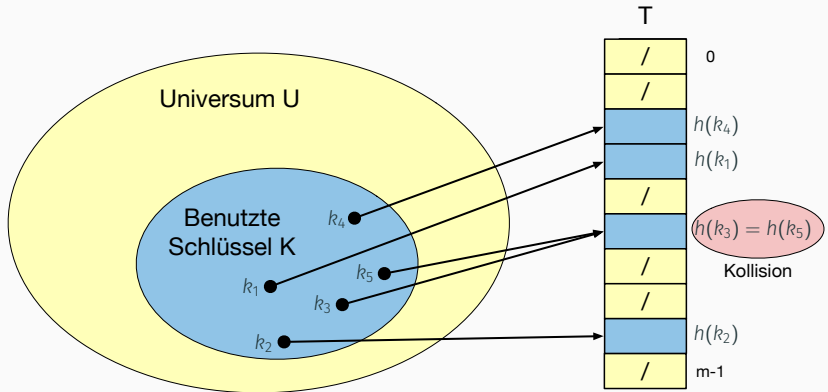 T
/
0
/
Universum U
h(k₄)
h(k₁)
/
Benutzte
Schlüssel K
k₄
h(k₃) = h(k₅)
k₅
/
Kollision
k₁
k₃
/
k₂
h(k₂)
/
m-1